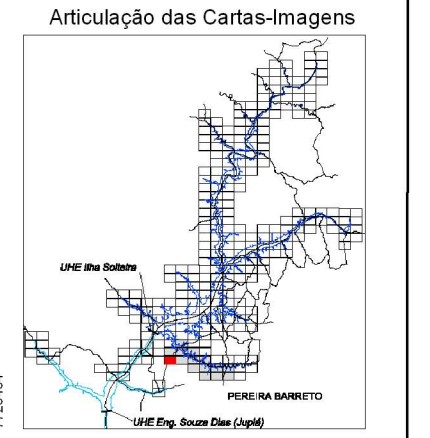 Articulação das Cartas-Imagens
UHE Ilha Solteira
PEREIRA BARRETO
UHE Eng. Souza Dias (Jupiá)